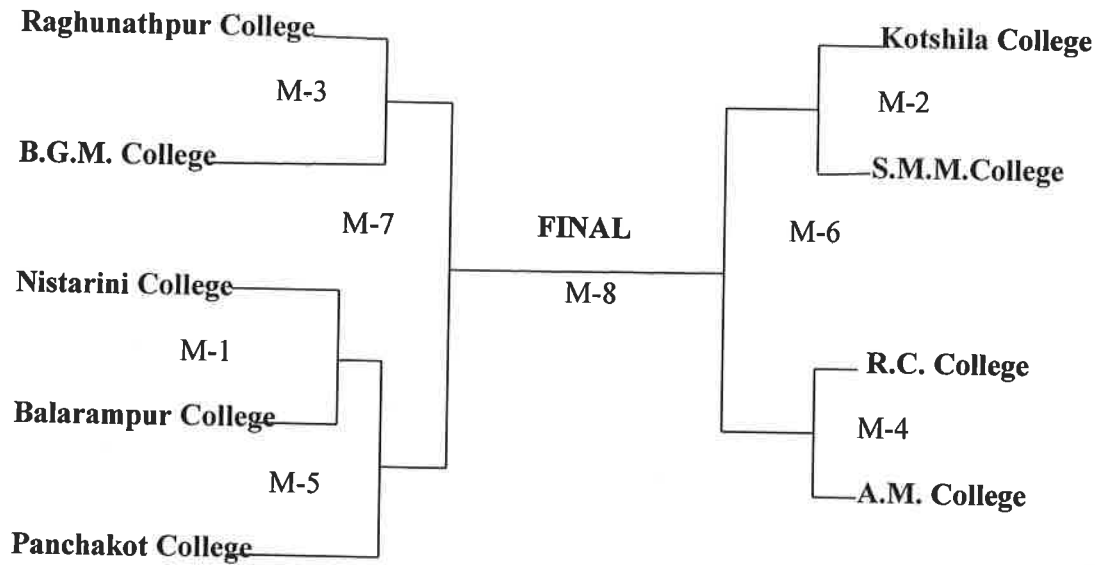 Raghunathpur College
M-3
B.G.M. College
M-7
Nistarini College
M-1
Balarampur College
M-5
Panchakot College
FINAL
M-8
Kotshila College
M-2
S.M.M.College
M-6
R.C. College
M-4
A.M. College